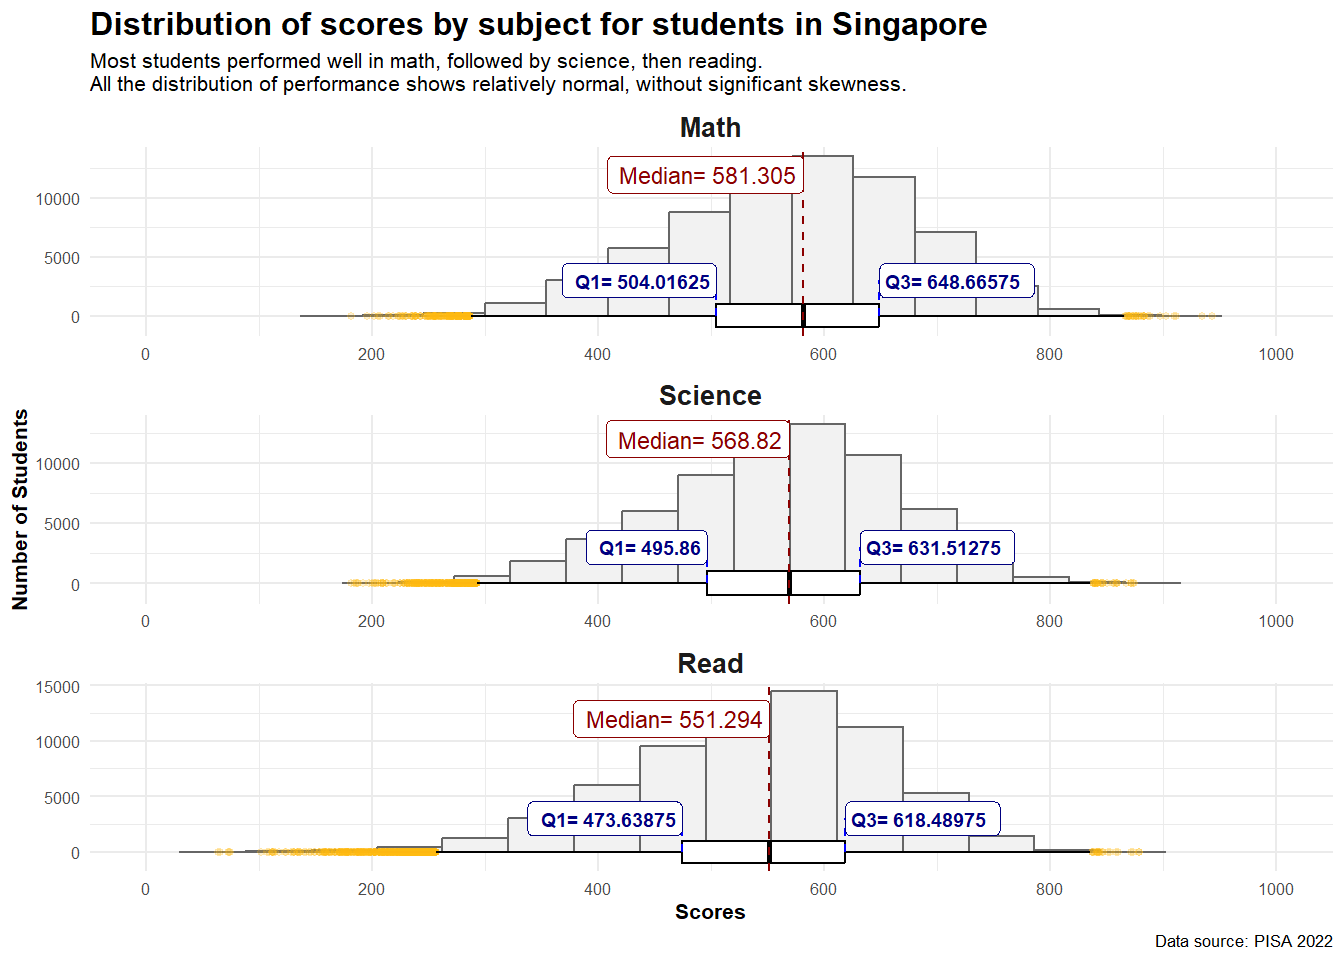 Distribution of scores by subject for students in Singapore
Most students performed well in math, followed by science, then reading.
All the distribution of performance shows relatively normal, without significant skewness.
Number of Students
Math
10000
5000
0
Median= 581.305
Q1= 504.01625
Q3= 648.66575
0 200 400 600 800 1000
Science
10000
5000
0
Median= 568.82
Q1= 495.86
Q3= 631.51275
0 200 400 600 800 1000
Read
15000
10000
5000
0
Median= 551.294
Q1= 473.63875
Q3= 618.48975
0 200 400 600 800 1000
Scores
Data source: PISA 2022